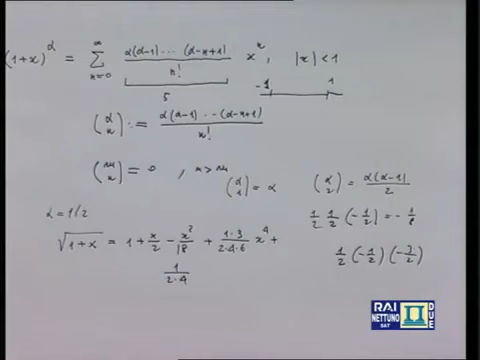 (1+x)^α = ∑_{n=0}^{∞} α(α-1)⋯(α-n+1)/n! x^n , |x|<1
5
-1 1
(α n) := α(α-1)⋯(α-n+1)/n!
(m n) = 0 , n>m
(α 1) = α
(α 2) = α(α-1)/2
α=1/2
1/2 1/2 (-1/2) = -1/8
√(1+x) = 1 + x/2 - x²/8 + 1·3/2·4·6 x⁴ +
1/2·4
1/2 (-1/2) (-3/2)
RAI
NETTUNO
SAT
DUE